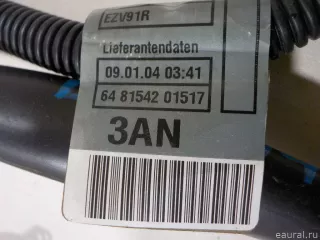 EZV91R
Lieferantendaten
09.01.04 03:41
64 81542 01517
3AN
eaural.ru